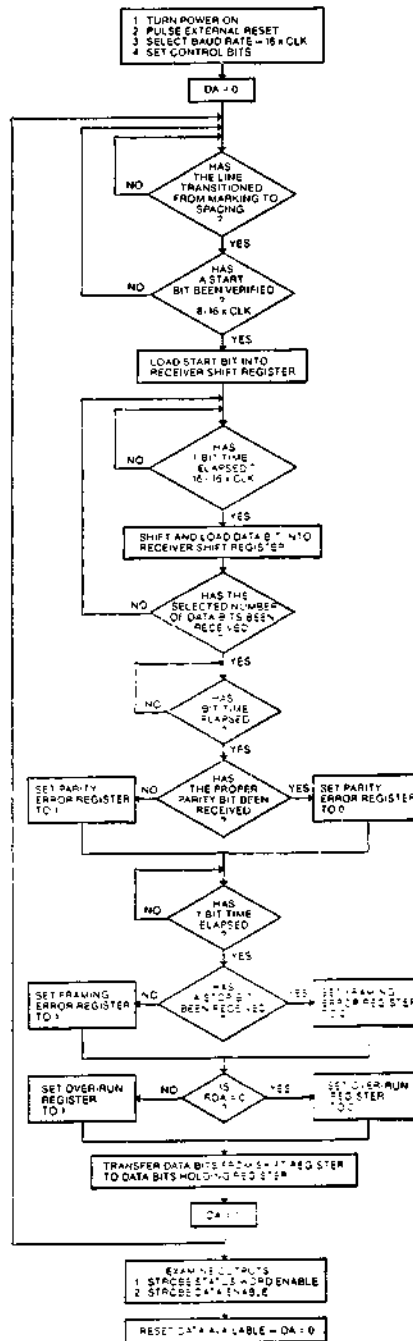 1 TURN POWER ON
2 PULSE EXTERNAL RESET
3 SELECT BAUD RATE - 16 x CLK
4 SET CONTROL BITS
DA = 0
HAS
THE LINE
TRANSITIONED
FROM MARKING TO
SPACING
?
NO
YES
HAS
A START
BIT BEEN VERIFIED
?
8-16 x CLK
NO
YES
LOAD START BIT INTO
RECEIVER SHIFT REGISTER
HAS
1 BIT TIME
ELAPSED ?
16 - 16 x CLK
NO
YES
SHIFT AND LOAD DATA BIT INTO
RECEIVER SHIFT REGISTER
HAS THE
SELECTED NUMBER
OF DATA BITS BEEN
RECEIVED
NO
YES
HAS
BIT TIME
ELAPSED
?
NO
YES
HAS
THE PROPER
PARITY BIT BEEN
RECEIVED
?
NO
YES
SET PARITY
ERROR REGISTER
TO 1
SET PARITY
ERROR REGISTER
TO 0
HAS
1 BIT TIME
ELAPSED
?
NO
YES
HAS
A STOP BIT
BEEN RECEIVED
NO
YES
SET FRAMING
ERROR REGISTER
TO 1
SET FRAMING
ERROR REGISTER
TO 0
IS
?
NO
YES
SET OVER-RUN
REGISTER
TO 1
SET OVER-RUN
REGISTER
TRANSFER DATA BITS FROM SHIFT REGISTER
TO DATA BITS HOLDING REGISTER
DA =
EXAMINE OUTPUTS
1 STROBE STATUS WORD ENABLE
2 STROBE DATA ENABLE
RESET DATA AVAILABLE - DA = 0